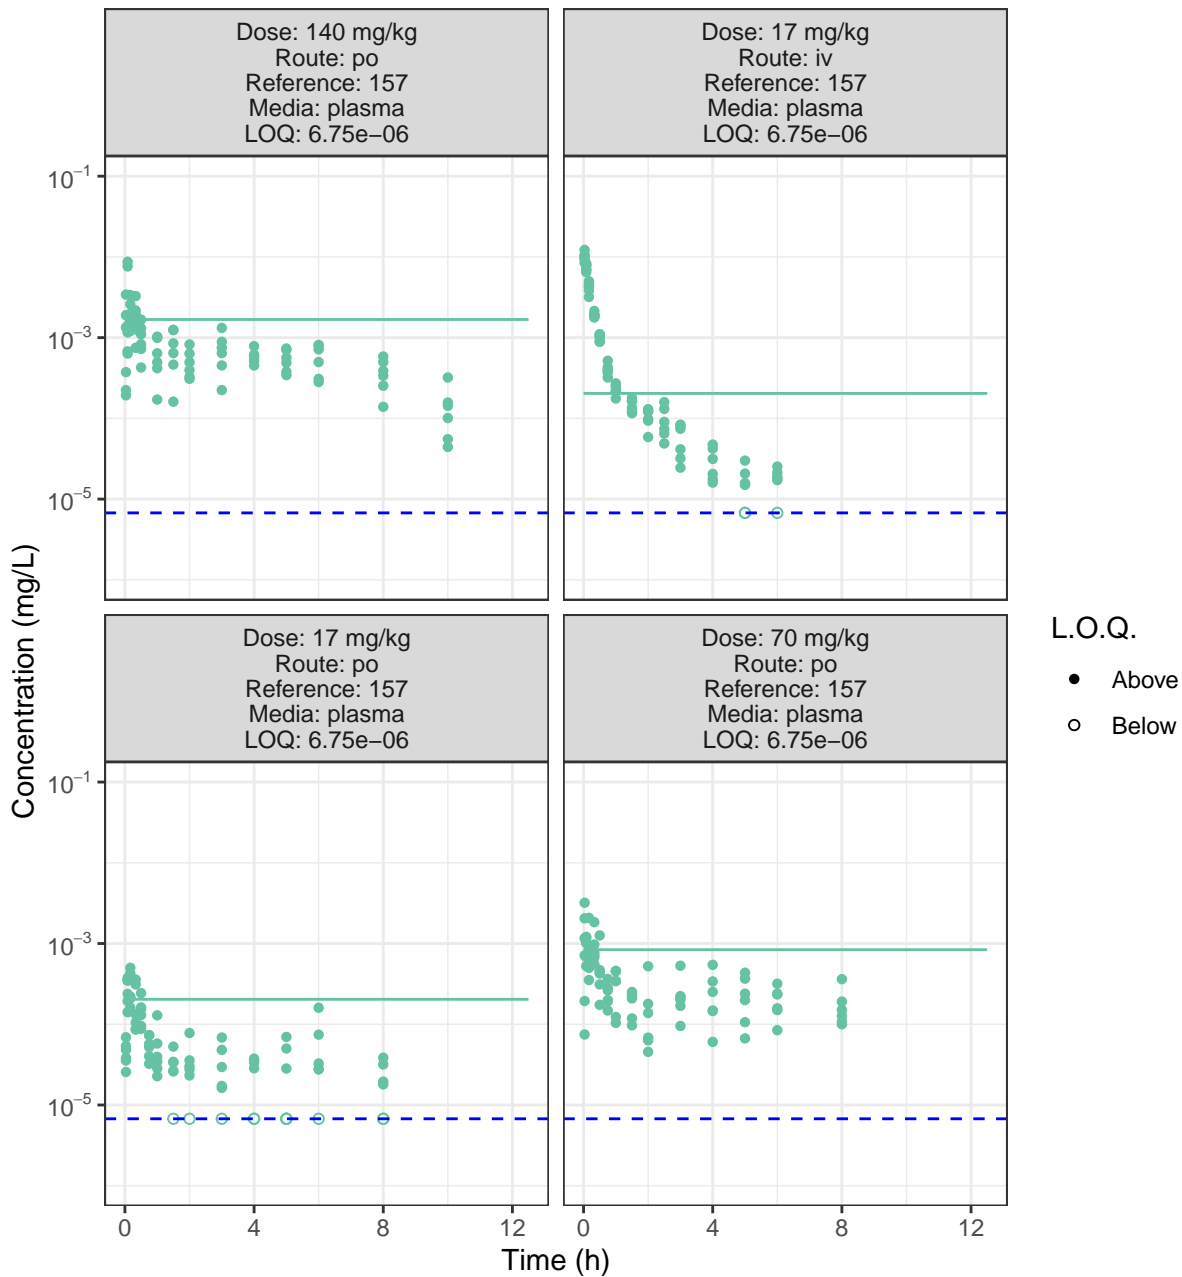 Dose: 140 mg/kg
Route: po
Reference: 157
Media: plasma
LOQ: 6.75e−06
Dose: 17 mg/kg
Route: iv
Reference: 157
Media: plasma
LOQ: 6.75e−06
10⁻¹
10⁻³
10⁻⁵
Concentration (mg/L)
Dose: 17 mg/kg
Route: po
Reference: 157
Media: plasma
LOQ: 6.75e−06
Dose: 70 mg/kg
Route: po
Reference: 157
Media: plasma
LOQ: 6.75e−06
10⁻¹
10⁻³
10⁻⁵
0 4 8 12
0 4 8 12
Time (h)
L.O.Q.
Above
Below